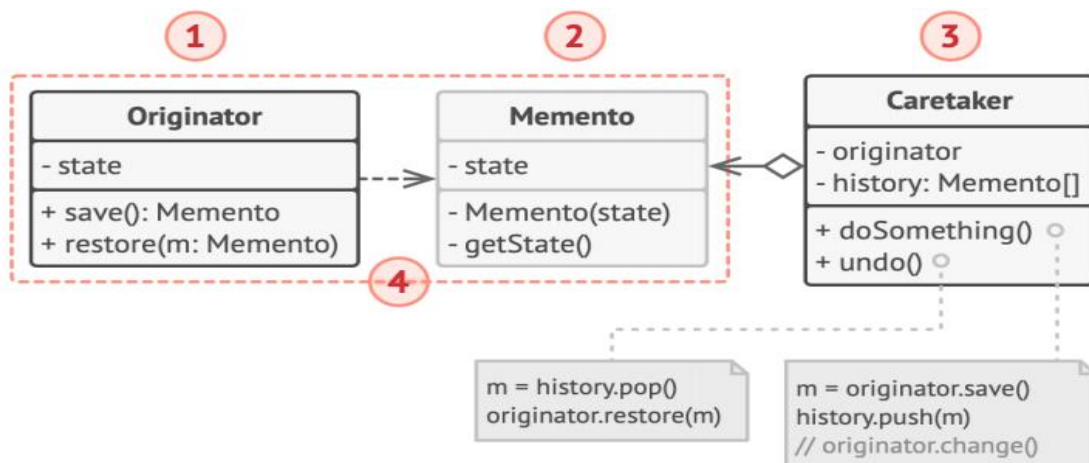 1
2
3
Originator
- state
+ save(): Memento
+ restore(m: Memento)
Memento
- state
- Memento(state)
- getState()
Caretaker
- originator
- history: Memento[]
+ doSomething()
+ undo()
4
m = history.pop()
originator.restore(m)
m = originator.save()
history.push(m)
// originator.change()